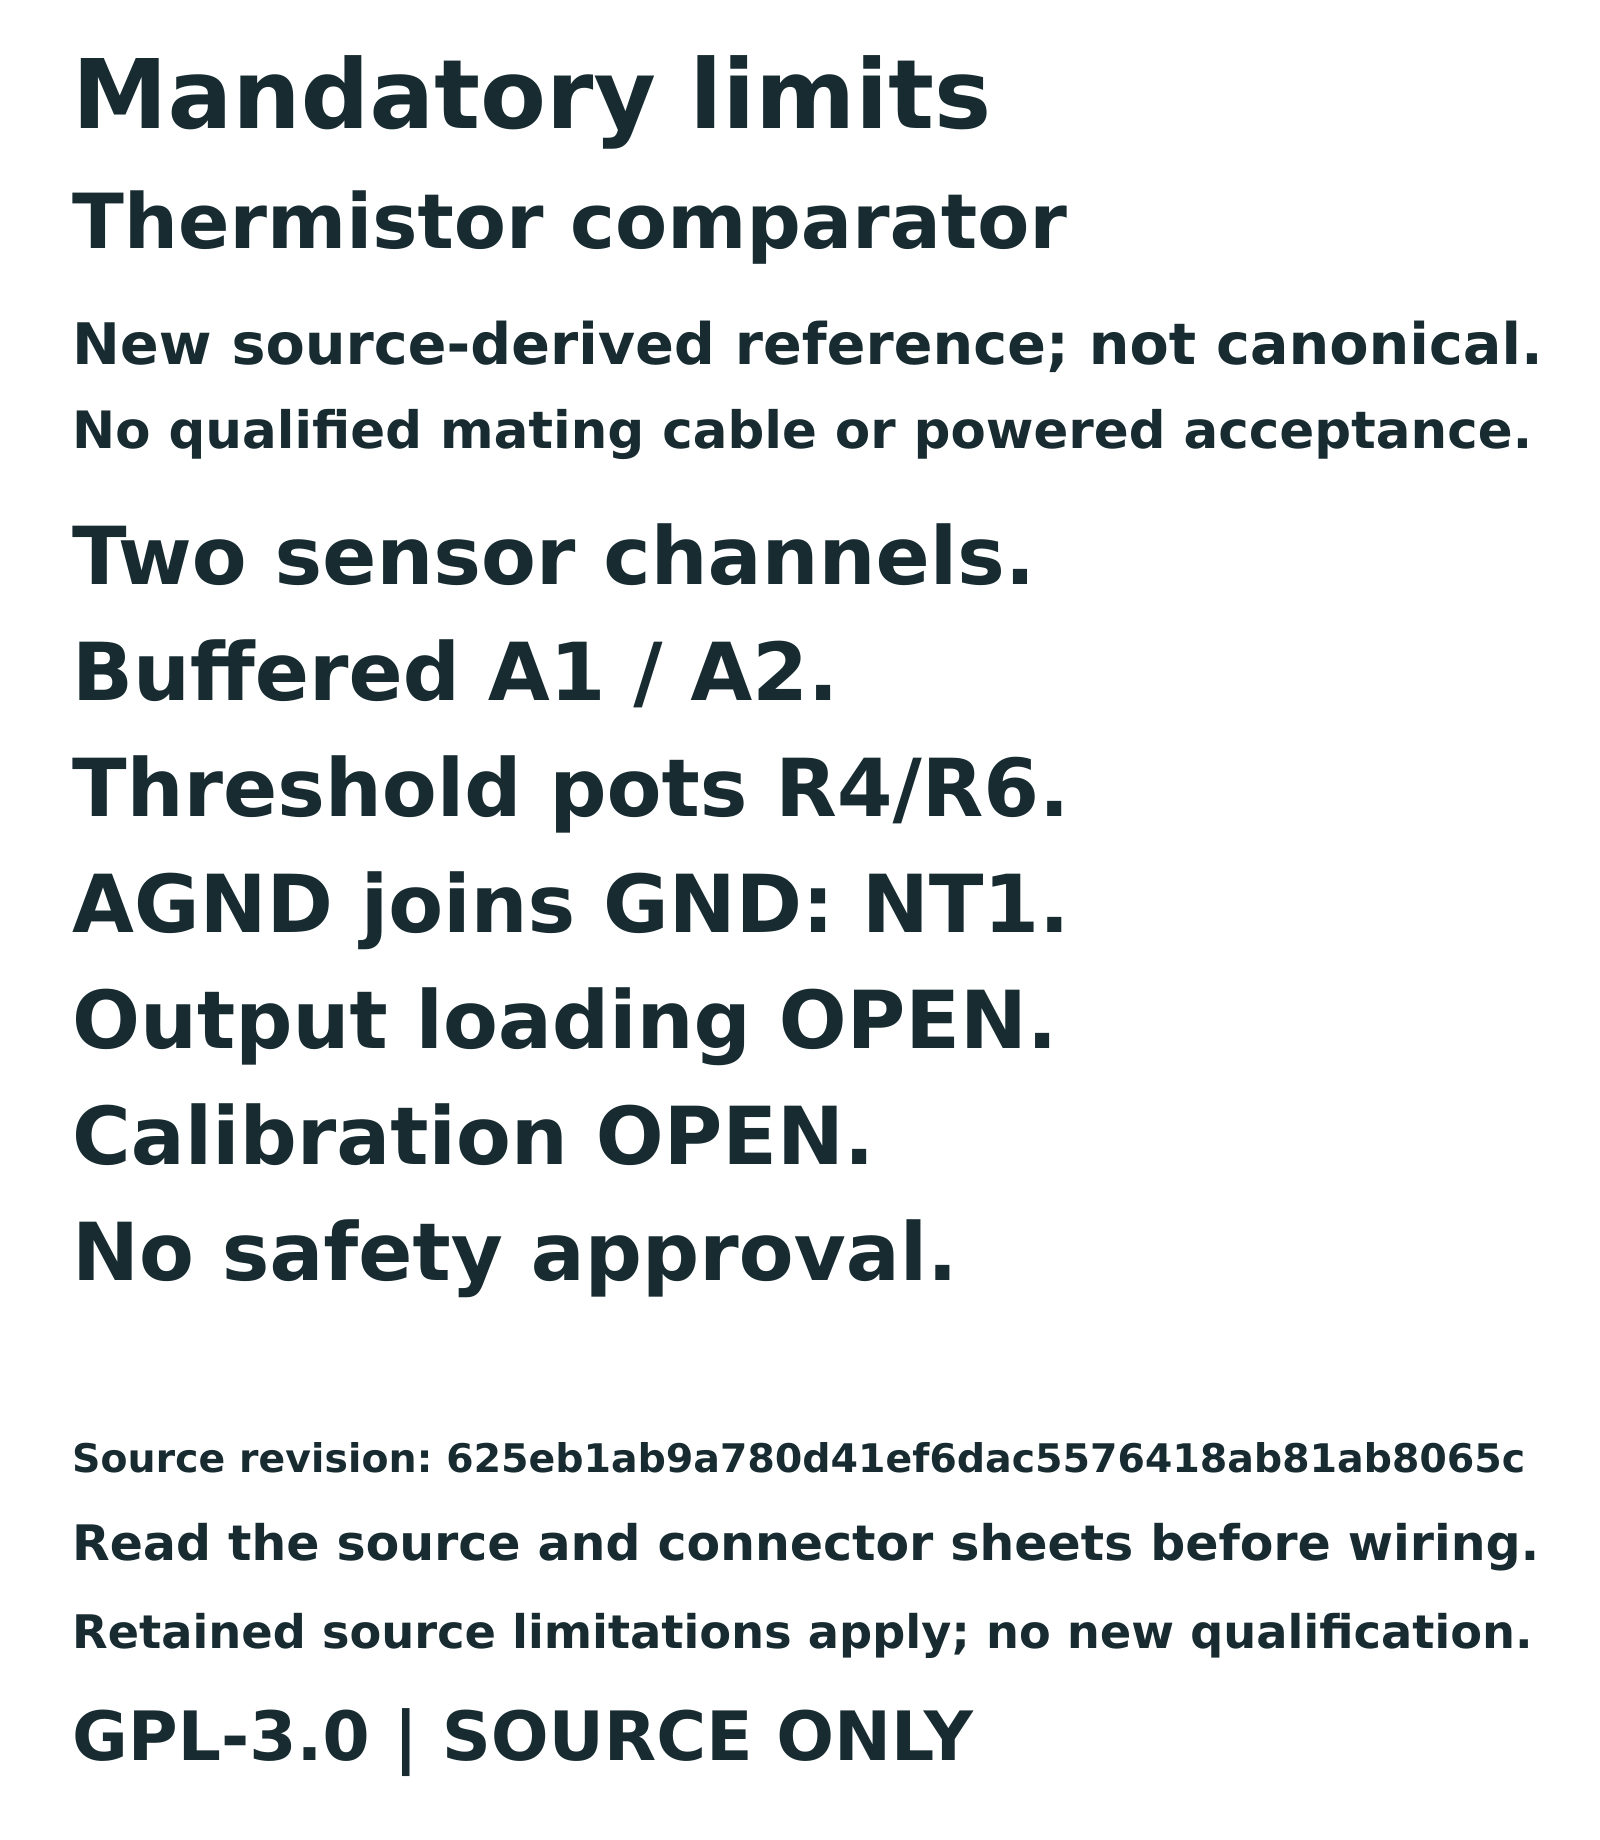 Mandatory limits
Thermistor comparator
New source-derived reference; not canonical.
No qualified mating cable or powered acceptance.
Two sensor channels.
Buffered A1 / A2.
Threshold pots R4/R6.
AGND joins GND: NT1.
Output loading OPEN.
Calibration OPEN.
No safety approval.
Source revision: 625eb1ab9a780d41ef6dac5576418ab81ab8065c
Read the source and connector sheets before wiring.
Retained source limitations apply; no new qualification.
GPL-3.0 | SOURCE ONLY